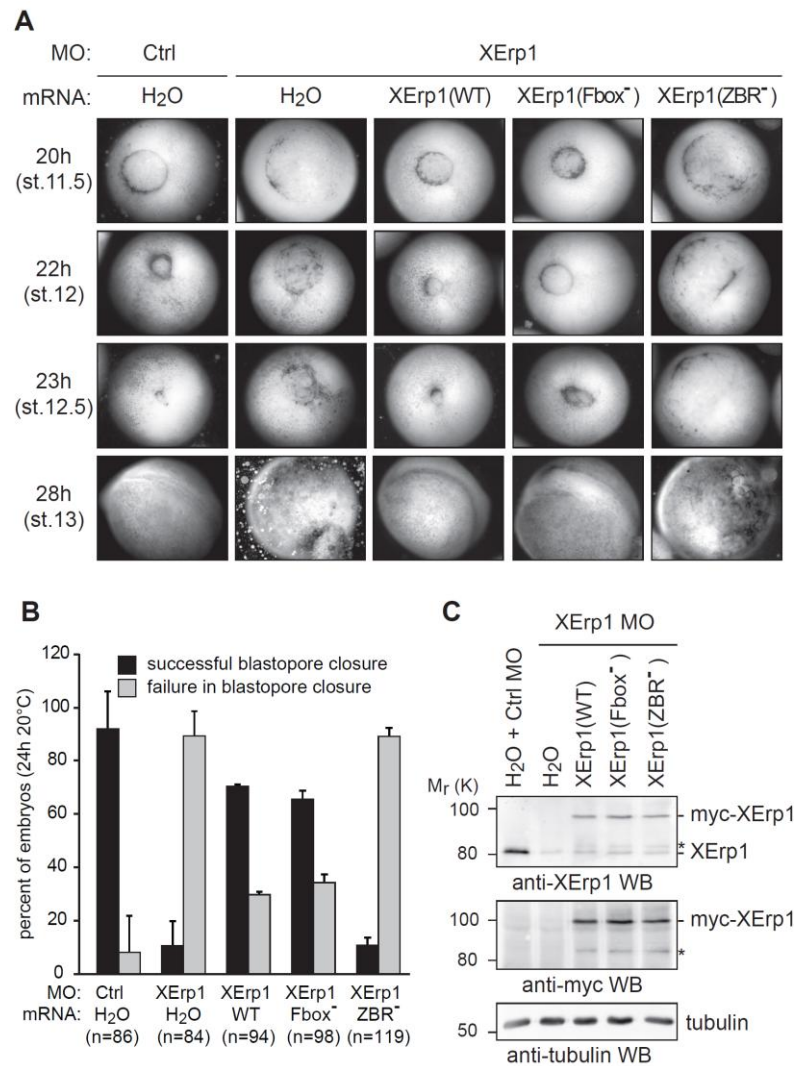 A
MO: Ctrl XErp1
mRNA: H₂O H₂O XErp1(WT) XErp1(Fbox⁻) XErp1(ZBR⁻)
20h
(st.11.5)
22h
(st.12)
23h
(st.12.5)
28h
(st.13)
B
percent of embryos (24h 20°C)
120
100
80
60
40
20
0
successful blastopore closure
failure in blastopore closure
MO: Ctrl XErp1 XErp1 XErp1 XErp1
mRNA: H₂O H₂O WT Fbox⁻ ZBR⁻
(n=86) (n=84) (n=94) (n=98) (n=119)
C
XErp1 MO
H₂O + Ctrl MO
H₂O
XErp1(WT)
XErp1(Fbox⁻)
XErp1(ZBR⁻)
Mr (K)
100 myc-XErp1
*
80 XErp1
anti-XErp1 WB
100 myc-XErp1
*
80
anti-myc WB
50 tubulin
anti-tubulin WB